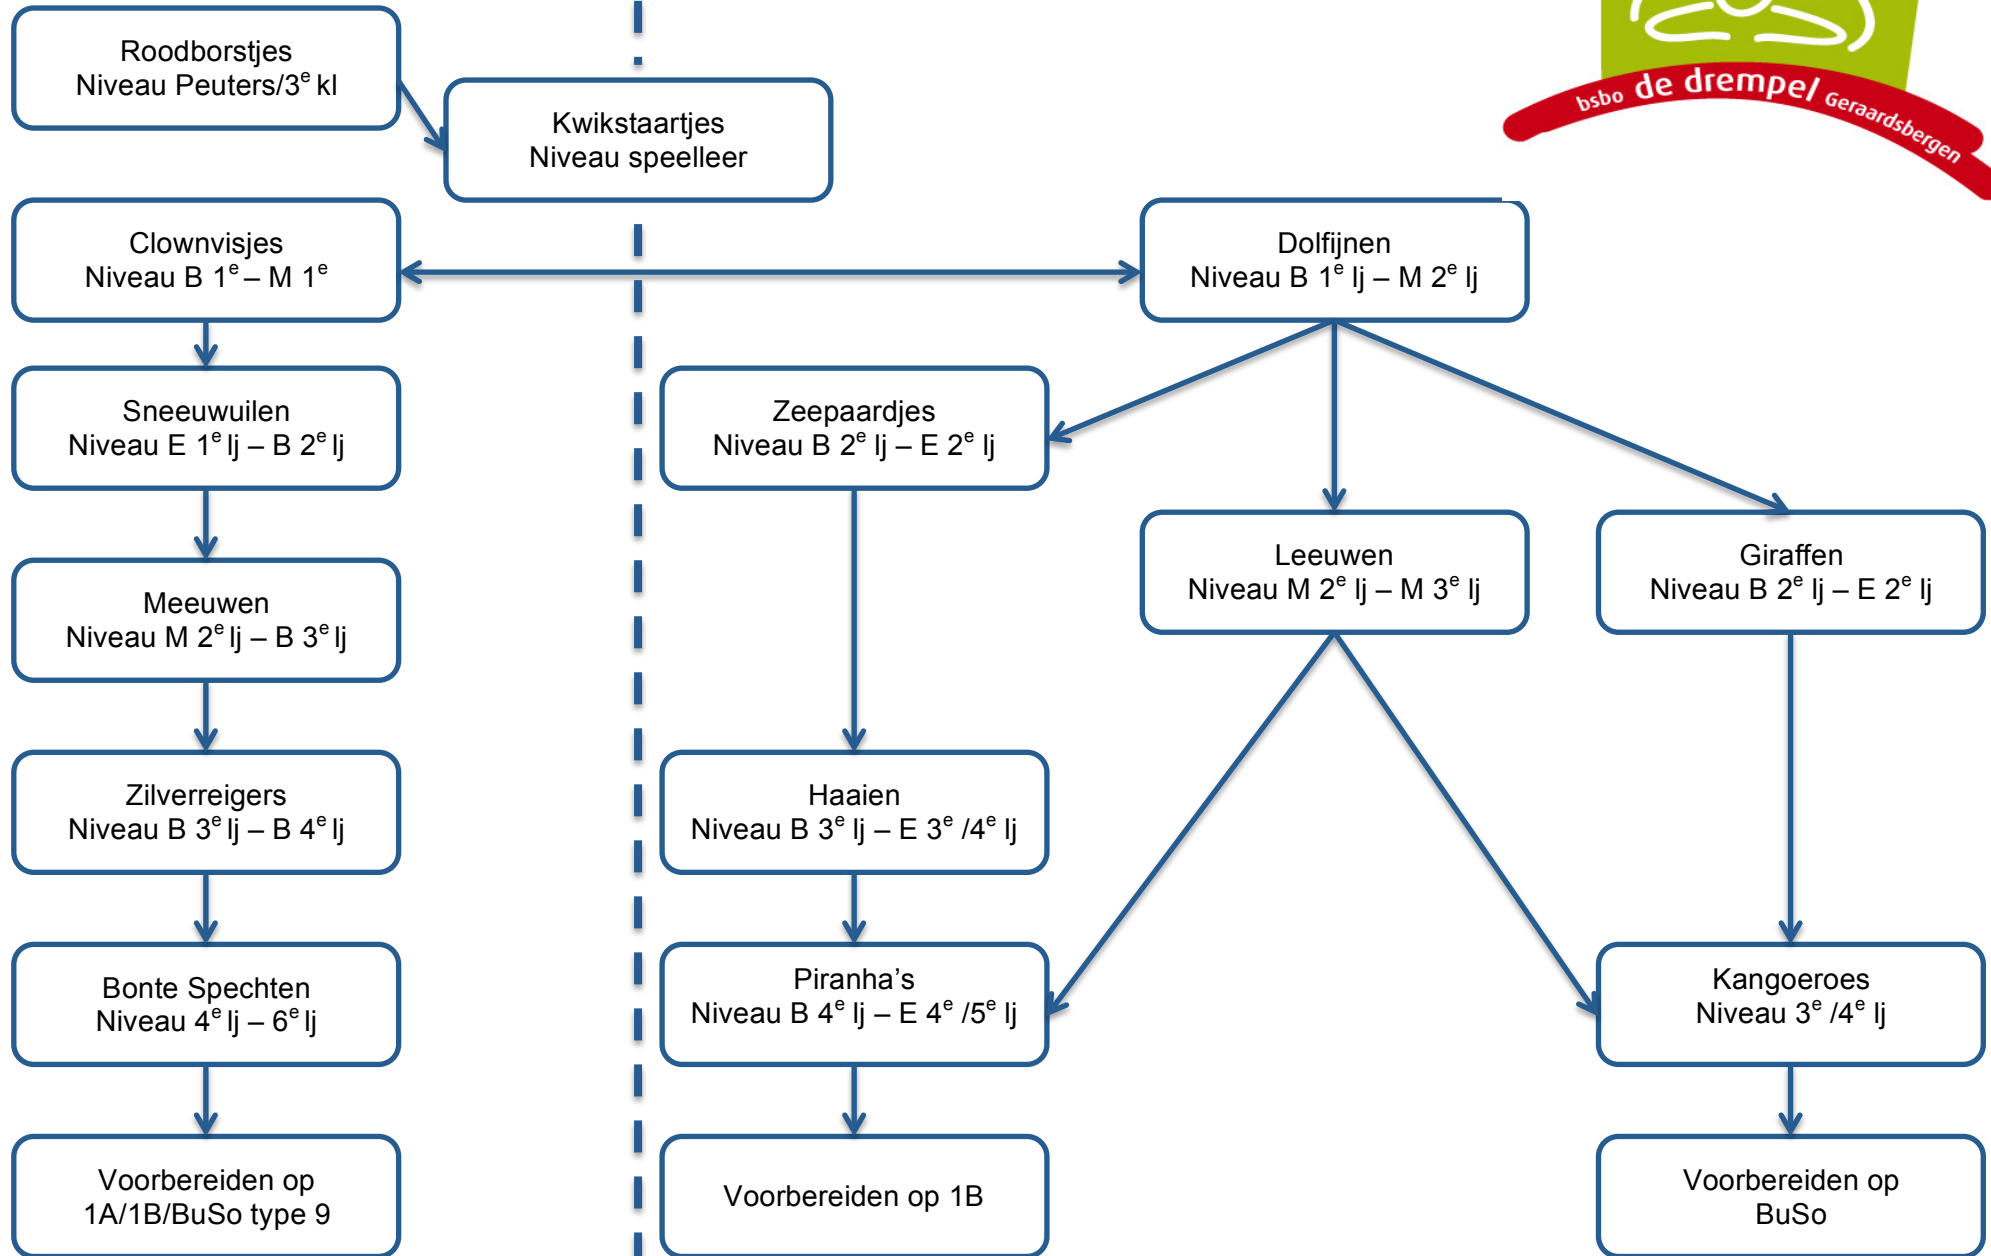 Roodborstjes
Niveau Peuters/3e kl
Kwikstaartjes
Niveau speelleer
bsbo de drempel Geraardsbergen
Clownvisjes
Niveau B 1e – M 1e
Dolfijnen
Niveau B 1e lj – M 2e lj
Sneeuwuilen
Niveau E 1e lj – B 2e lj
Zeepaardjes
Niveau B 2e lj – E 2e lj
Meeuwen
Niveau M 2e lj – B 3e lj
Leeuwen
Niveau M 2e lj – M 3e lj
Giraffen
Niveau B 2e lj – E 2e lj
Zilverreigers
Niveau B 3e lj – B 4e lj
Haaien
Niveau B 3e lj – E 3e /4e lj
Bonte Spechten
Niveau 4e lj – 6e lj
Piranha's
Niveau B 4e lj – E 4e /5e lj
Kangoeroes
Niveau 3e /4e lj
Voorbereiden op
1A/1B/BuSo type 9
Voorbereiden op 1B
Voorbereiden op
BuSo